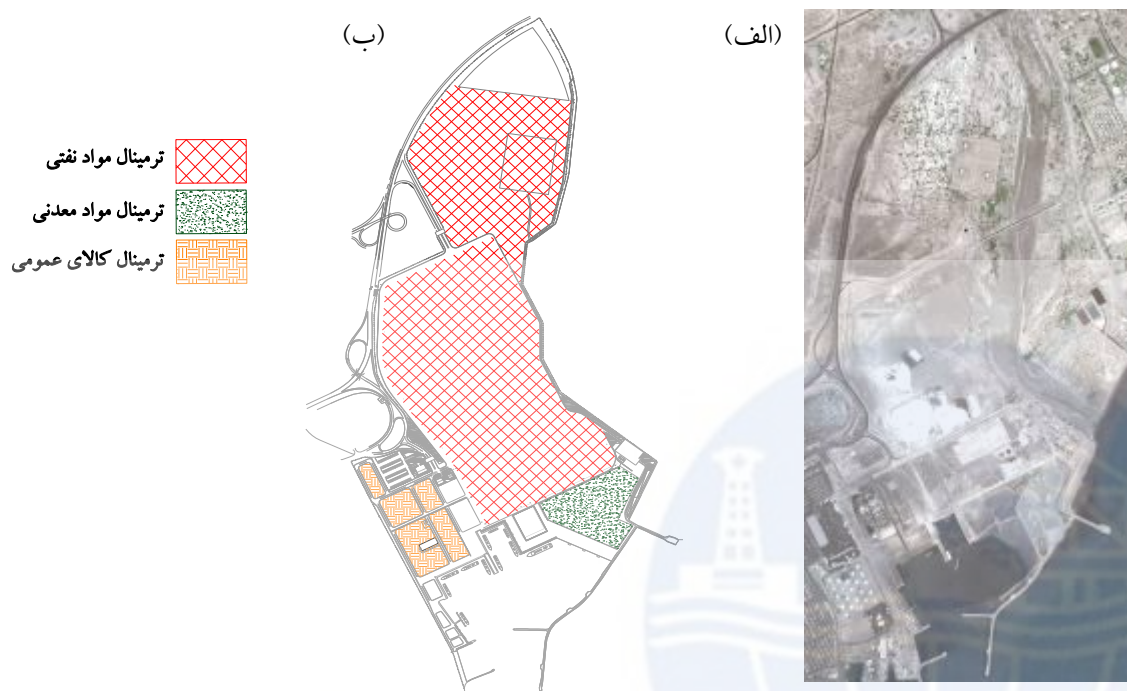 (الف)
(ب)
ترمینال مواد نفتی
ترمینال مواد معدنی
ترمینال کالای عمومی